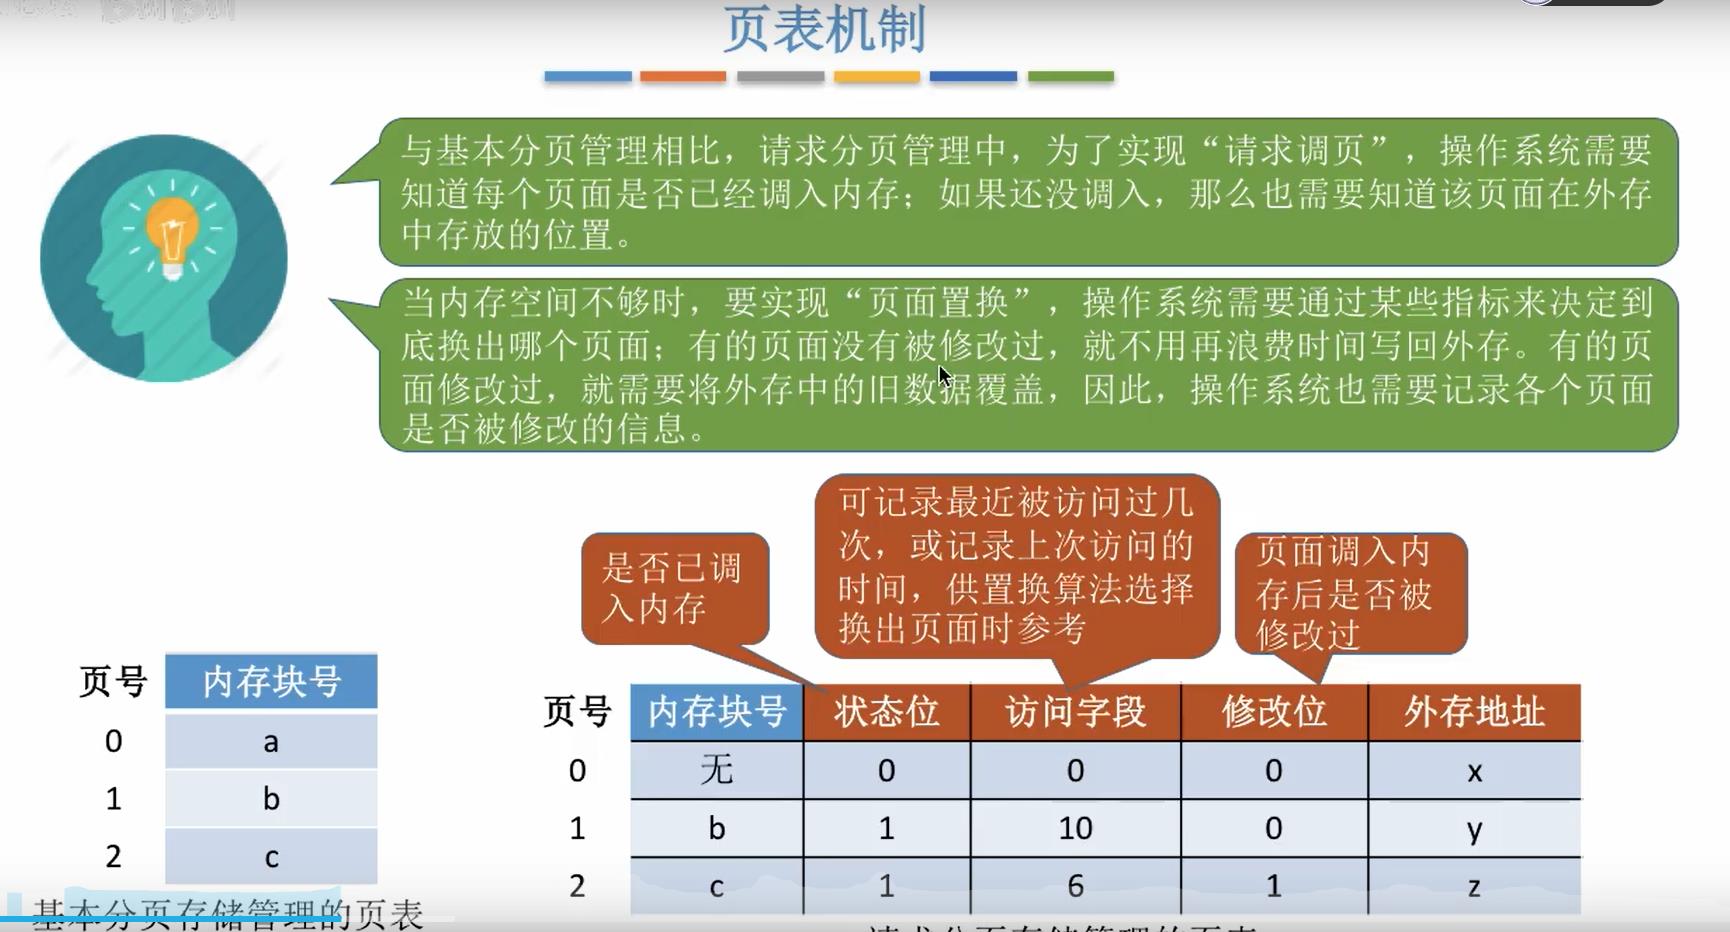 页表机制
与基本分页管理相比，请求分页管理中，为了实现“请求调页”，操作系统需要
知道每个页面是否已经调入内存；如果还没调入，那么也需要知道该页面在外存
中存放的位置。
当内存空间不够时，要实现“页面置换”，操作系统需要通过某些指标来决定到
底换出哪个页面；有的页面没有被修改过，就不用再浪费时间写回外存。有的页
面修改过，就需要将外存中的旧数据覆盖，因此，操作系统也需要记录各个页面
是否被修改的信息。
是否已调
入内存
可记录最近被访问过几
次，或记录上次访问的
时间，供置换算法选择
换出页面时参考
页面调入内
存后是否被
修改过
页号 内存块号
0 a
1 b
2 c
基本分页存储管理的页表
页号 内存块号 状态位 访问字段 修改位 外存地址
0 无 0 0 0 x
1 b 1 10 0 y
2 c 1 6 1 z
请求分页存储管理的页表